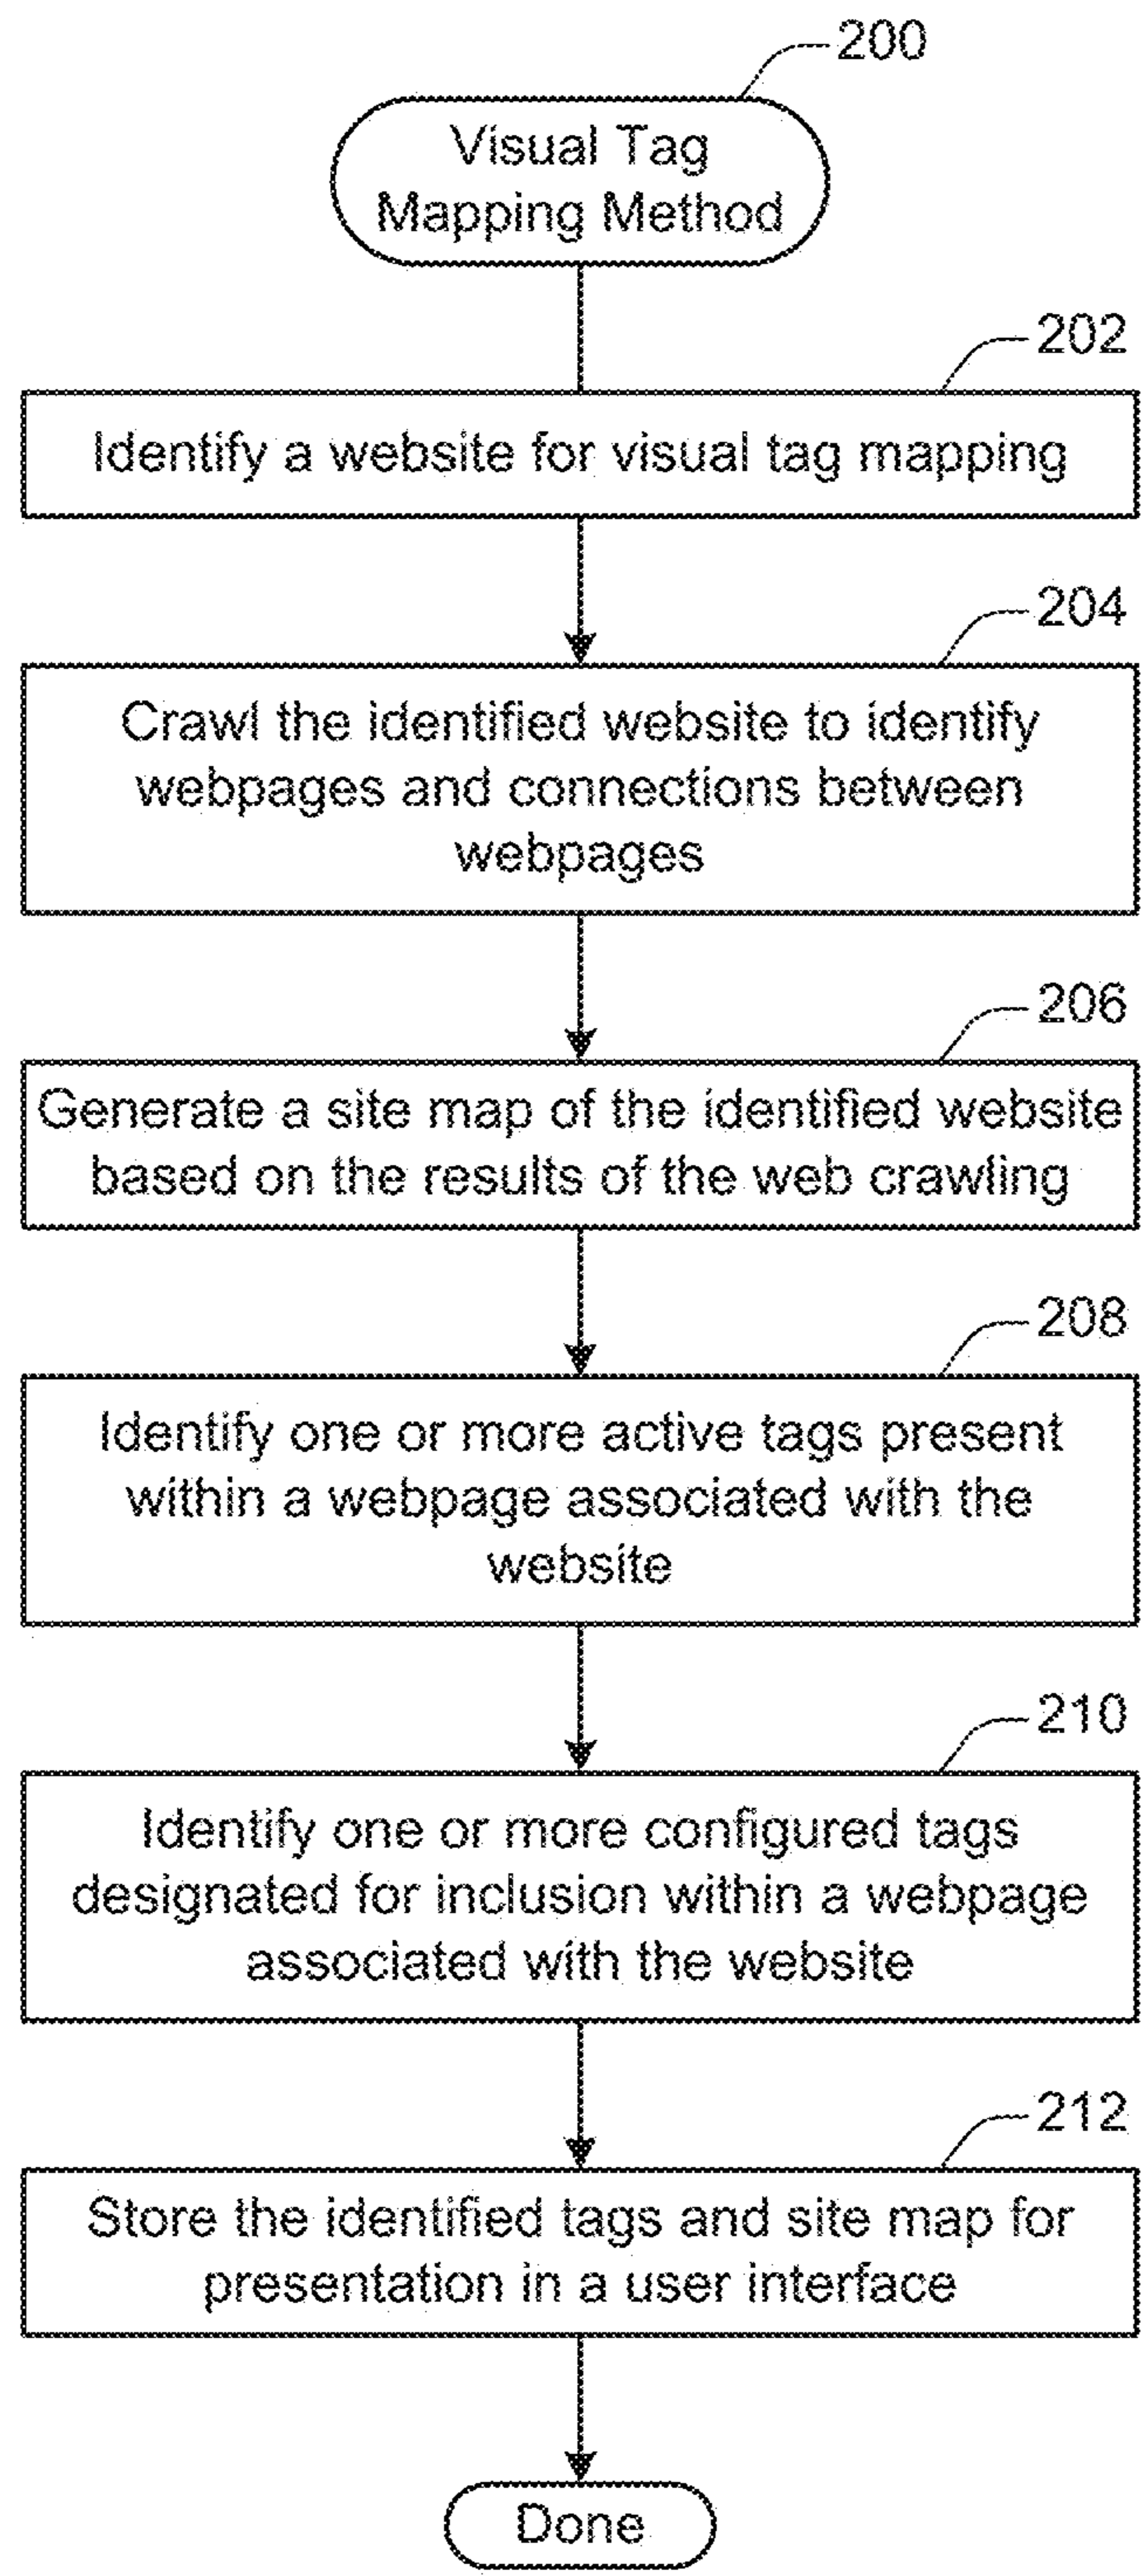 200
Visual Tag
Mapping Method
202
Identify a website for visual tag mapping
204
Crawl the identified website to identify
webpages and connections between
webpages
206
Generate a site map of the identified website
based on the results of the web crawling
208
Identify one or more active tags present
within a webpage associated with the
website
210
Identify one or more configured tags
designated for inclusion within a webpage
associated with the website
212
Store the identified tags and site map for
presentation in a user interface
Done